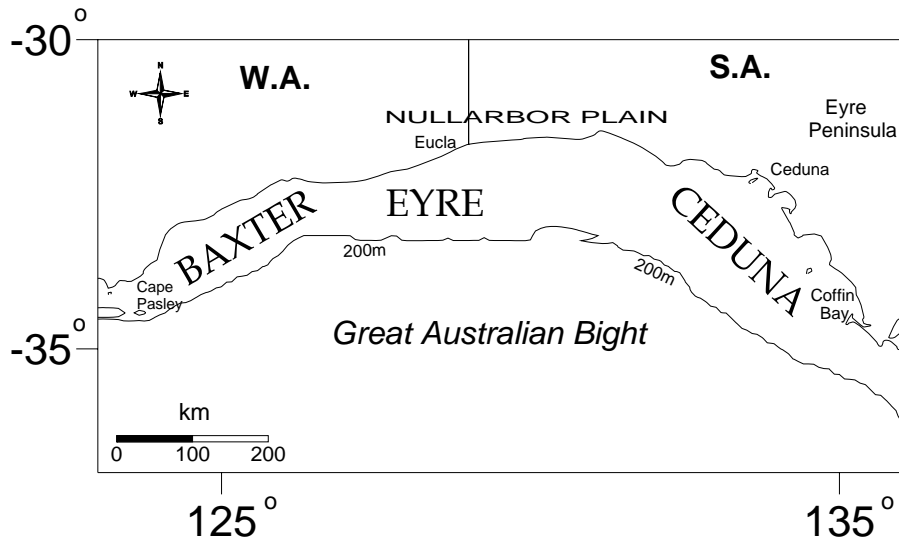 -30°
W.A.
S.A.
N
W E
S
NULLARBOR PLAIN
Eyre
Peninsula
Eucla
Ceduna
BAXTER
EYRE
CEDUNA
200m
200m
Cape
Pasley
Coffin
Bay
-35°
Great Australian Bight
km
0 100 200
125° 135°